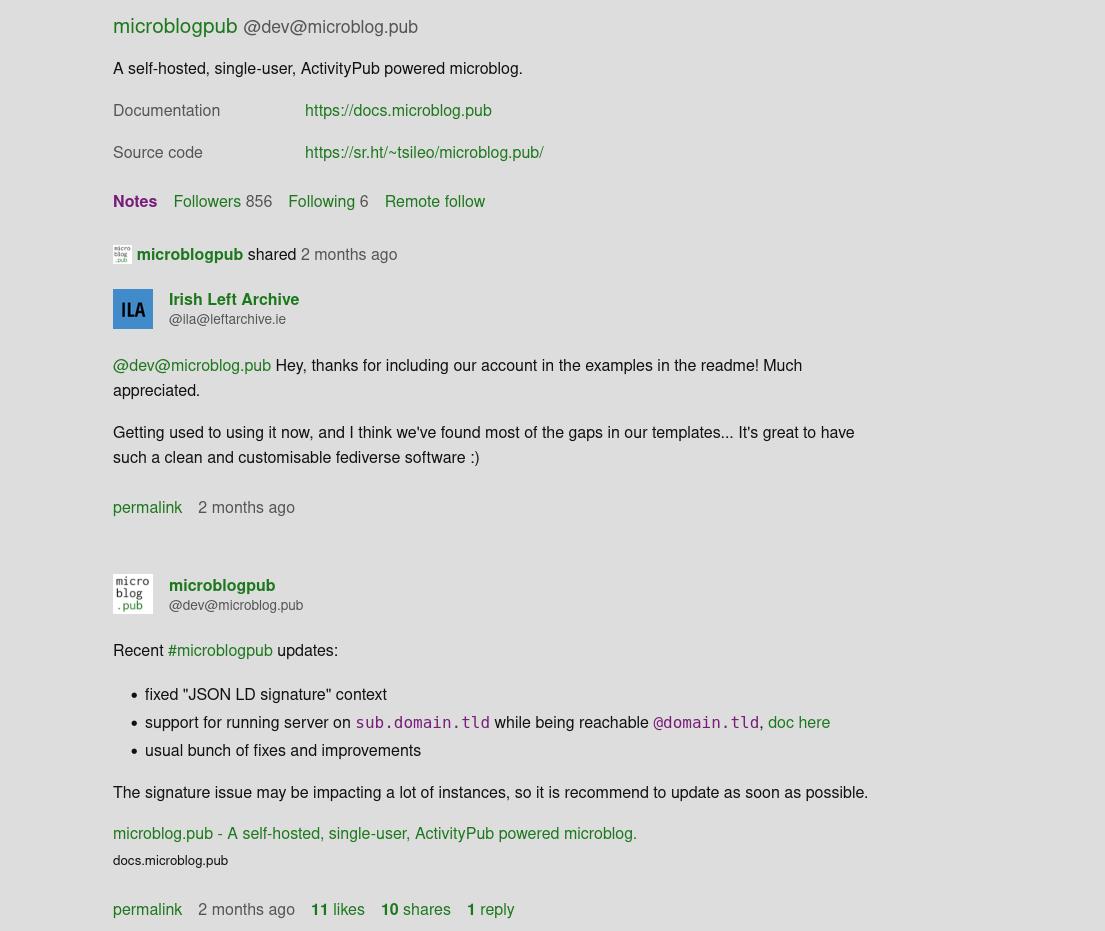 microblogpub @dev@microblog.pub
A self-hosted, single-user, ActivityPub powered microblog.
Documentation https://docs.microblog.pub
Source code https://sr.ht/~tsileo/microblog.pub/
Notes Followers 856 Following 6 Remote follow
micro
blog
.pub
microblogpub shared 2 months ago
ILA
Irish Left Archive
@ila@leftarchive.ie
@dev@microblog.pub Hey, thanks for including our account in the examples in the readme! Much
appreciated.
Getting used to using it now, and I think we've found most of the gaps in our templates... It's great to have
such a clean and customisable fediverse software :)
permalink 2 months ago
micro
blog
.pub
microblogpub
@dev@microblog.pub
Recent #microblogpub updates:
• fixed "JSON LD signature" context
• support for running server on sub.domain.tld while being reachable @domain.tld, doc here
• usual bunch of fixes and improvements
The signature issue may be impacting a lot of instances, so it is recommend to update as soon as possible.
microblog.pub - A self-hosted, single-user, ActivityPub powered microblog.
docs.microblog.pub
permalink 2 months ago 11 likes 10 shares 1 reply